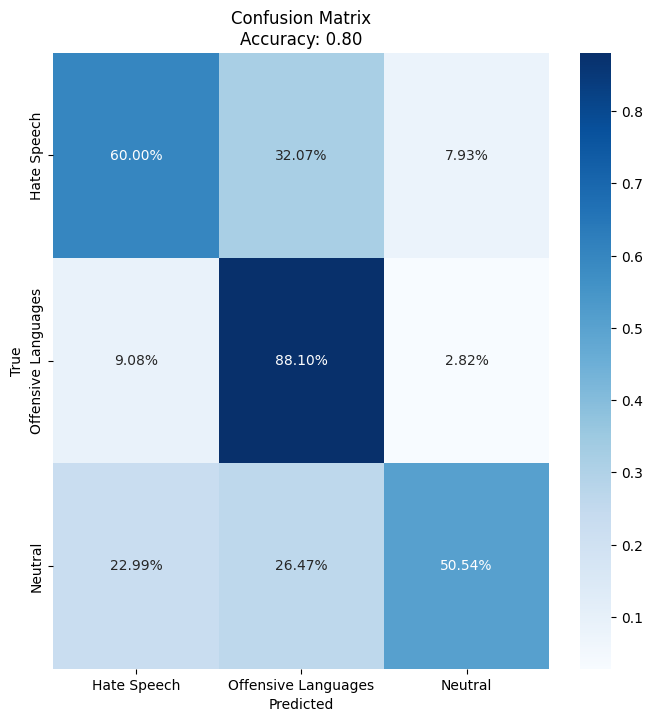 Confusion Matrix
Accuracy: 0.80
Hate Speech
60.00%
32.07%
7.93%
Offensive Languages
9.08%
88.10%
2.82%
Neutral
22.99%
26.47%
50.54%
True
Hate Speech
Offensive Languages
Neutral
Predicted
0.8
0.7
0.6
0.5
0.4
0.3
0.2
0.1